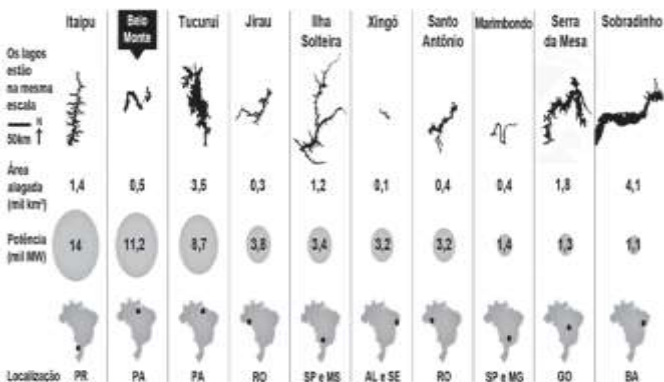 Itaipu Belo Monte Tucuruí Jirau Ilha Solteira Xingó Santo Antônio Marimbondo Serra da Mesa Sobradinho
Os lagos
estão
na mesma
escala
N
50km
Área
alagada
(mil km²)
1,4 0,5 3,5 0,3 1,2 0,1 0,4 0,4 1,8 4,1
Potência
(mil MW)
14 11,2 8,7 3,8 3,4 3,2 3,2 1,4 1,3 1,1
Localização PR PA PA RO SP e MS AL e SE RO SP e MG GO BA